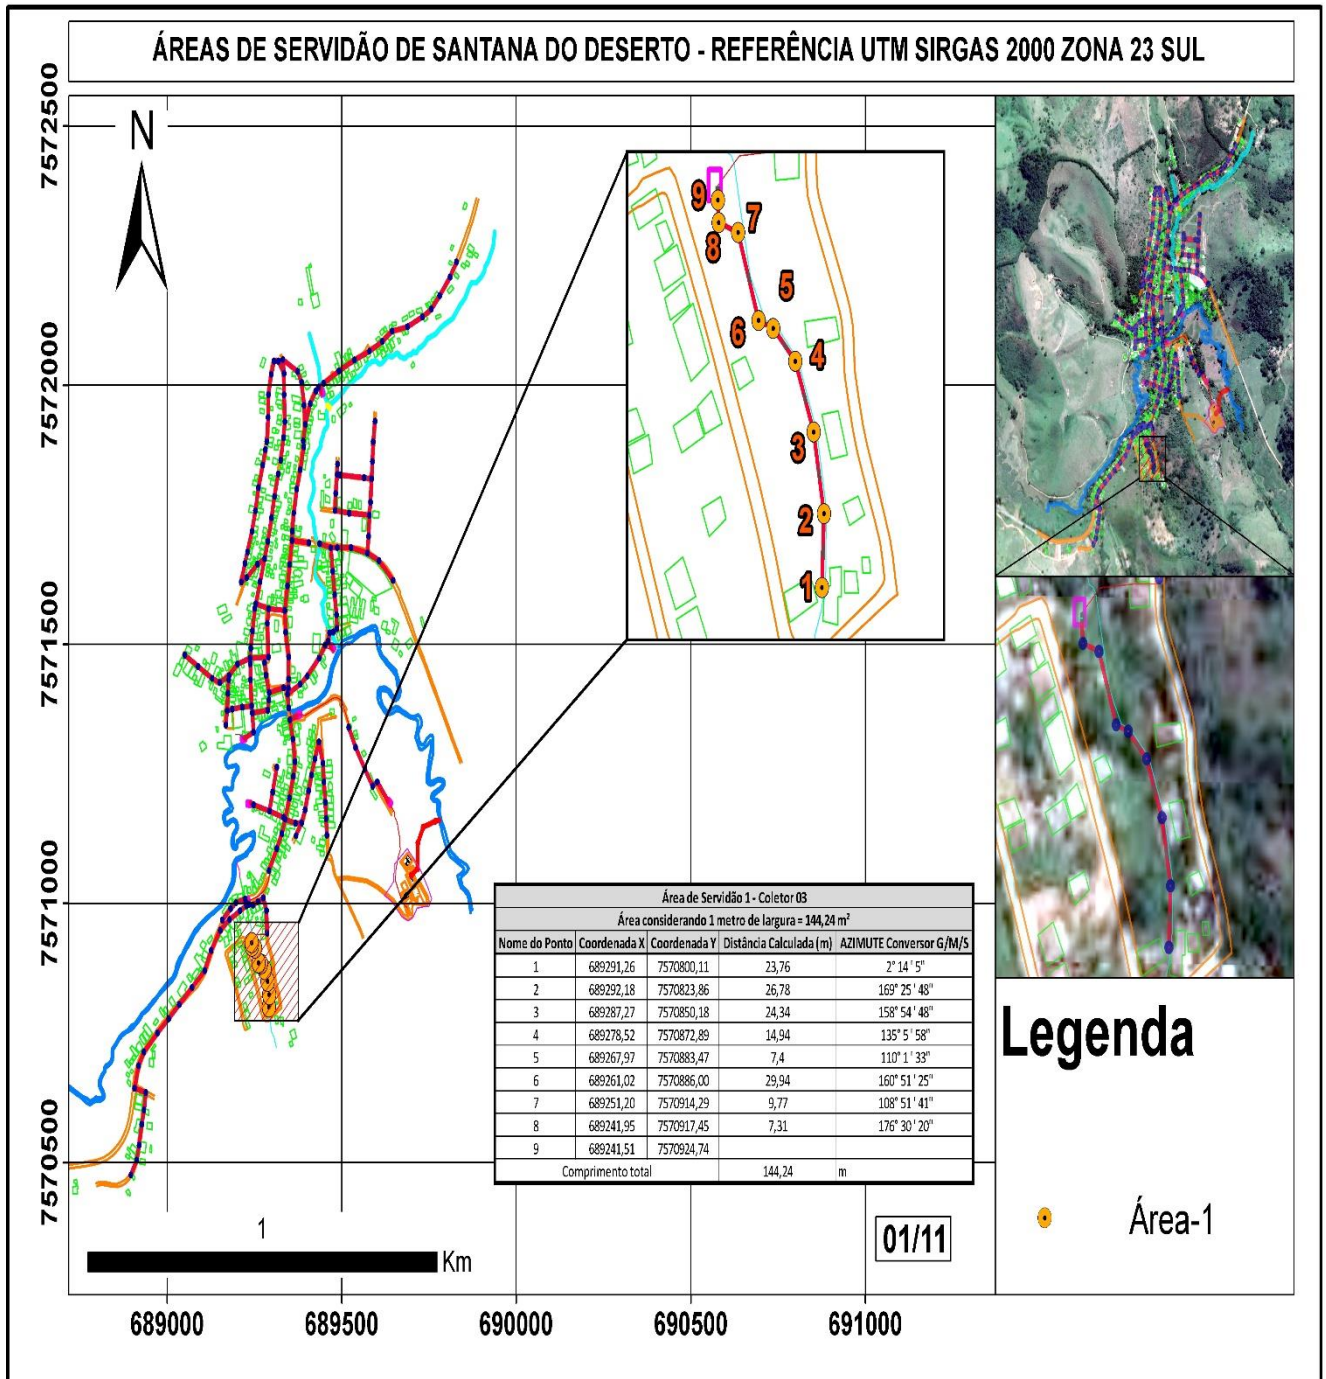 ÁREAS DE SERVIDÃO DE SANTANA DO DESERTO - REFERÊNCIA UTM SIRGAS 2000 ZONA 23 SUL
N
7572500
7572000
7571500
7571000
7570500
9
8
7
5
6
4
3
2
1
Área de Servidão 1 - Coletor 03
Área considerando 1 metro de largura = 144,24 m²
Nome do Ponto Coordenada X Coordenada Y Distância Calculada (m) AZIMUTE Conversor G/M/S
1 689291,26 7570800,11 23,76 2° 14 ' 5"
2 689292,18 7570823,86 26,78 169° 25 ' 48"
3 689287,27 7570850,18 24,34 158° 54 ' 48"
4 689278,52 7570872,89 14,94 135° 5 ' 58"
5 689267,97 7570883,47 7,4 110° 1 ' 33"
6 689261,02 7570886,00 29,94 160° 51 ' 25"
7 689251,20 7570914,29 9,77 108° 51 ' 41"
8 689241,95 7570917,45 7,31 176° 30 ' 20"
9 689241,51 7570924,74
Comprimento total 144,24 m
1
Km
01/11
Legenda
Área-1
689000 689500 690000 690500 691000